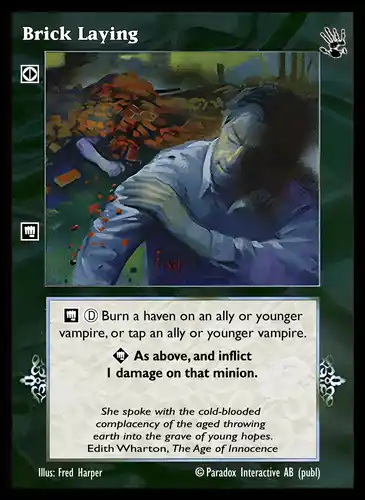 Brick Laying
D Burn a haven on an ally or younger
vampire, or tap an ally or younger vampire.
As above, and inflict
1 damage on that minion.
She spoke with the cold-blooded
complacency of the aged throwing
earth into the grave of young hopes.
Edith Wharton, The Age of Innocence
Illus: Fred Harper
© Paradox Interactive AB (publ)